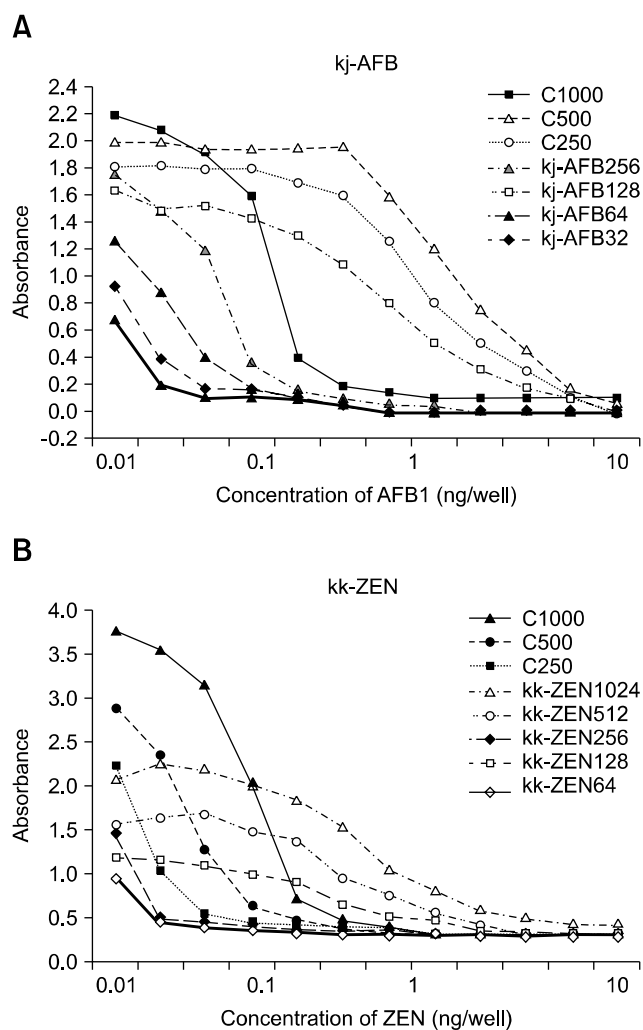 A
kj-AFB
2.4
2.2
2.0
1.8
1.6
1.4
1.2
1.0
0.8
0.6
0.4
0.2
0.0
-0.2
Absorbance
C1000
C500
C250
kj-AFB256
kj-AFB128
kj-AFB64
kj-AFB32
0.01 0.1 1 10
Concentration of AFB1 (ng/well)
B
kk-ZEN
4.0
3.5
3.0
2.5
2.0
1.5
1.0
0.5
0.0
Absorbance
C1000
C500
C250
kk-ZEN1024
kk-ZEN512
kk-ZEN256
kk-ZEN128
kk-ZEN64
0.01 0.1 1 10
Concentration of ZEN (ng/well)